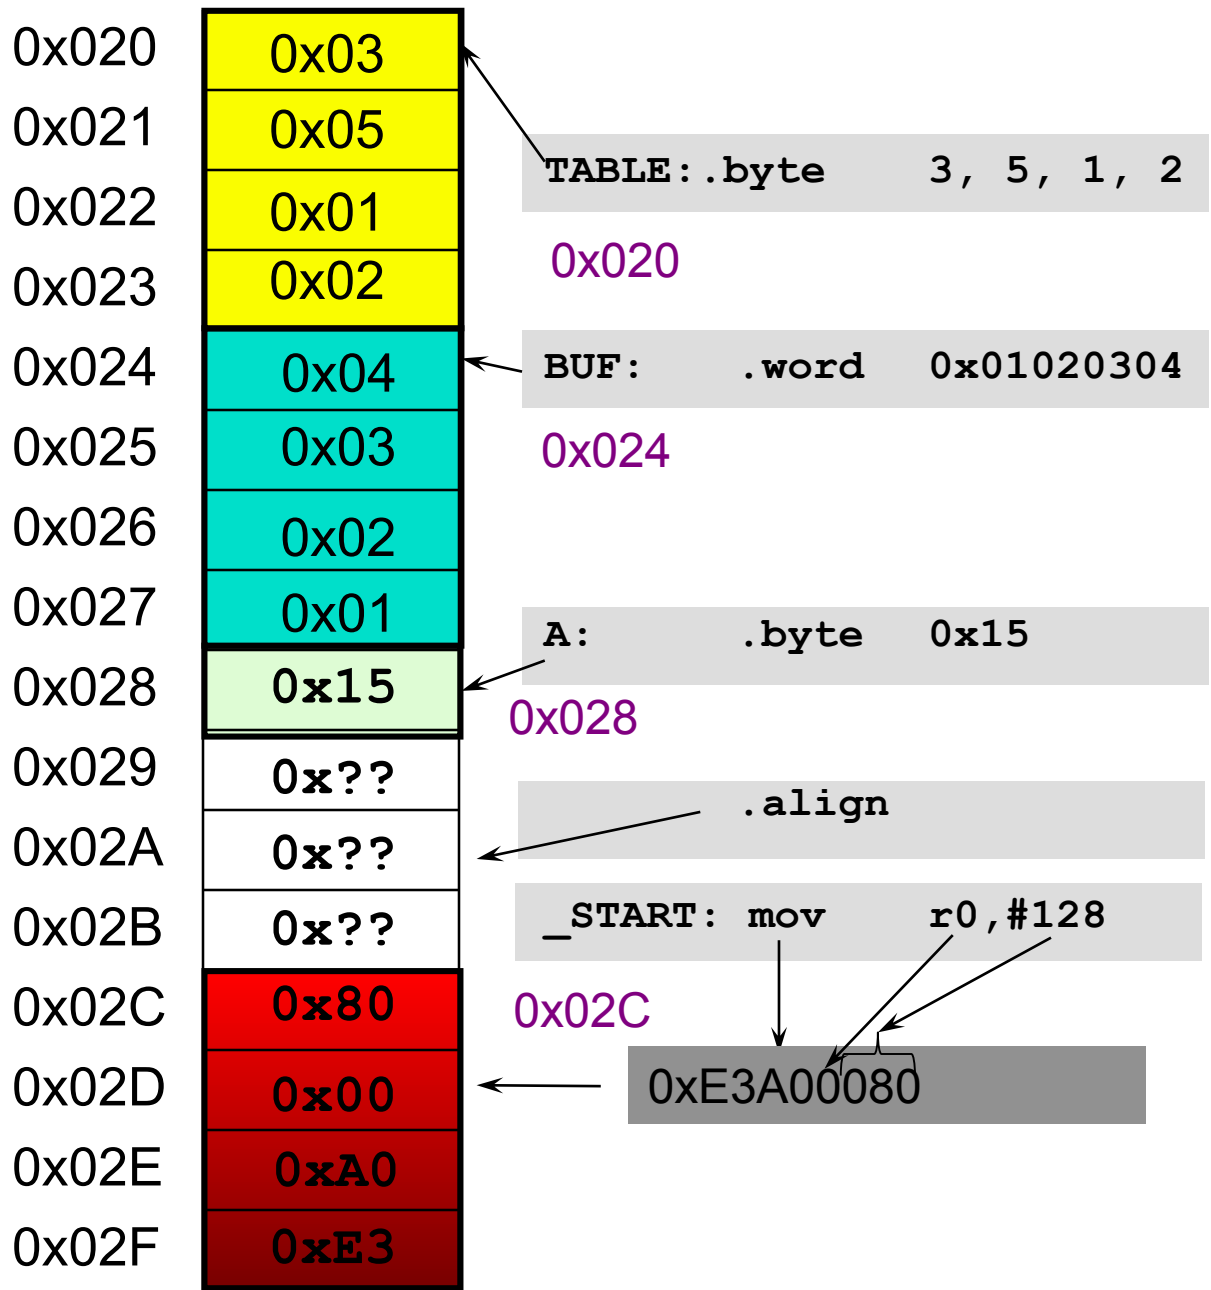 0x020 0x03
0x021 0x05
TABLE:.byte 3, 5, 1, 2
0x022 0x01
0x020
0x023 0x02
0x024 0x04
BUF: .word 0x01020304
0x025 0x03
0x024
0x026 0x02
0x027 0x01
A: .byte 0x15
0x028 0x15
0x028
0x029 0x??
.align
0x02A 0x??
0x02B 0x??
_START: mov r0,#128
0x02C 0x80
0x02C
0x02D 0x00
0xE3A00080
0x02E 0xA0
0x02F 0xE3